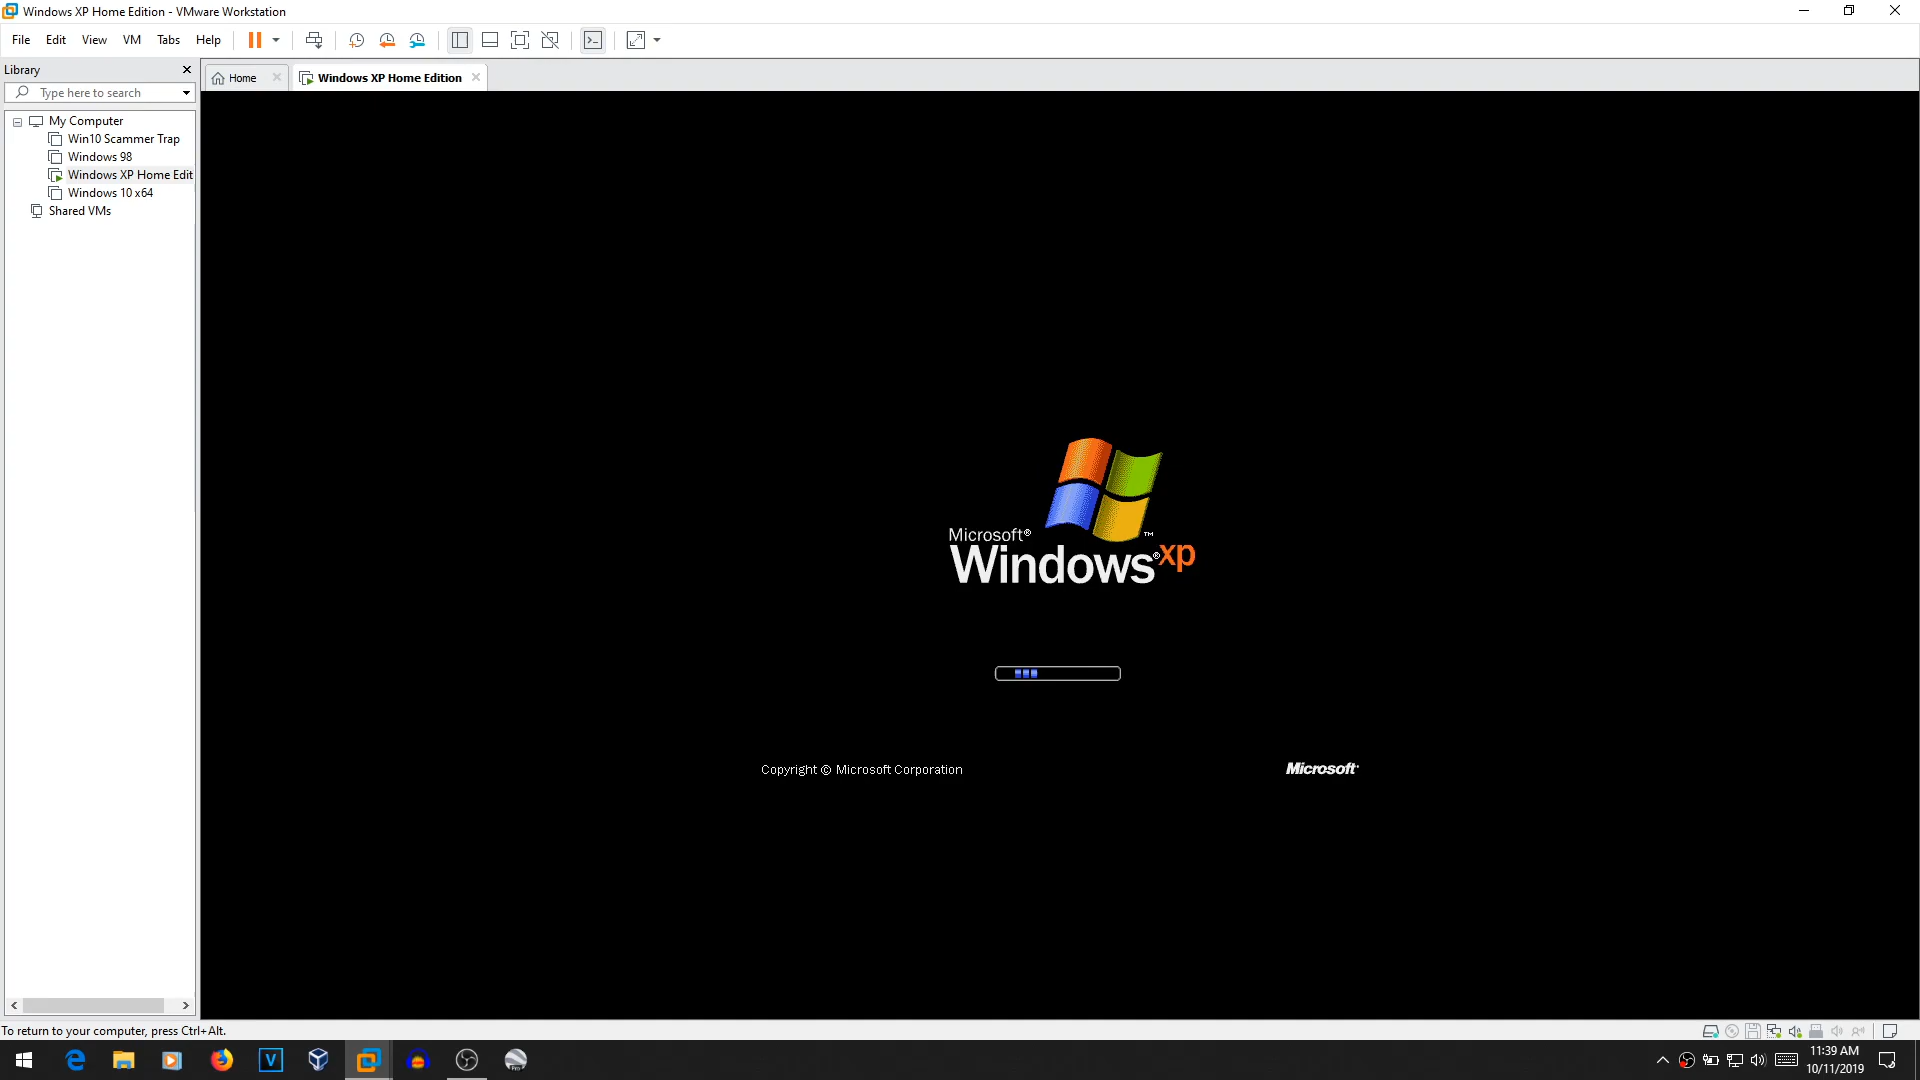 Windows XP Home Edition - VMware Workstation
File Edit View VM Tabs Help
Library
Type here to search
Home
Windows XP Home Edition
My Computer
Win10 Scammer Trap
Windows 98
Windows XP Home Edit
Windows 10 x64
Shared VMs
Microsoft®
Windows® xp ™
Copyright © Microsoft Corporation
Microsoft
To return to your computer, press Ctrl+Alt.
11:39 AM
10/11/2019